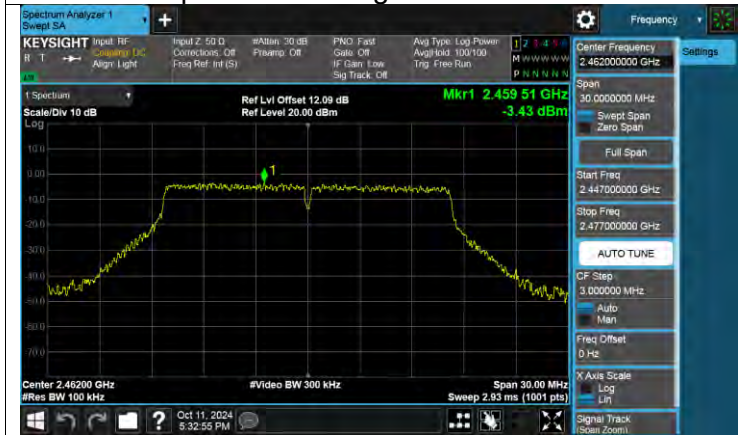 Spectrum Analyzer 1
Swept SA
Frequency
KEYSIGHT
R T
Input: RF
Coupling: DC
Align: Light
Input Z: 50 Ω
Corrections: Off
Freq Ref: Int (S)
#Atten: 30 dB
Preamp: Off
PNO: Fast
Gate: Off
IF Gain: Low
Sig Track: Off
Avg Type: Log-Power
Avg|Hold: 100/100
Trig: Free Run
1 2 3 4 5 6
M W W W W W
P N N N N N
Center Frequency
2.462000000 GHz
Settings
Span
30.0000000 MHz
Swept Span
Zero Span
Full Span
Start Freq
2.447000000 GHz
Stop Freq
2.477000000 GHz
AUTO TUNE
CF Step
3.000000 MHz
Auto
Man
Freq Offset
0 Hz
X Axis Scale
Log
Lin
Signal Track
(Span Zoom)
1 Spectrum
Scale/Div 10 dB
Log
Ref Lvl Offset 12.09 dB
Ref Level 20.00 dBm
Mkr1 2.459 51 GHz
-3.43 dBm
10.0
0.00
-10.0
-20.0
-30.0
-40.0
-50.0
-60.0
-70.0
1
Center 2.46200 GHz
#Res BW 100 kHz
#Video BW 300 kHz
Span 30.00 MHz
Sweep 2.93 ms (1001 pts)
?
Oct 11, 2024
5:32:55 PM